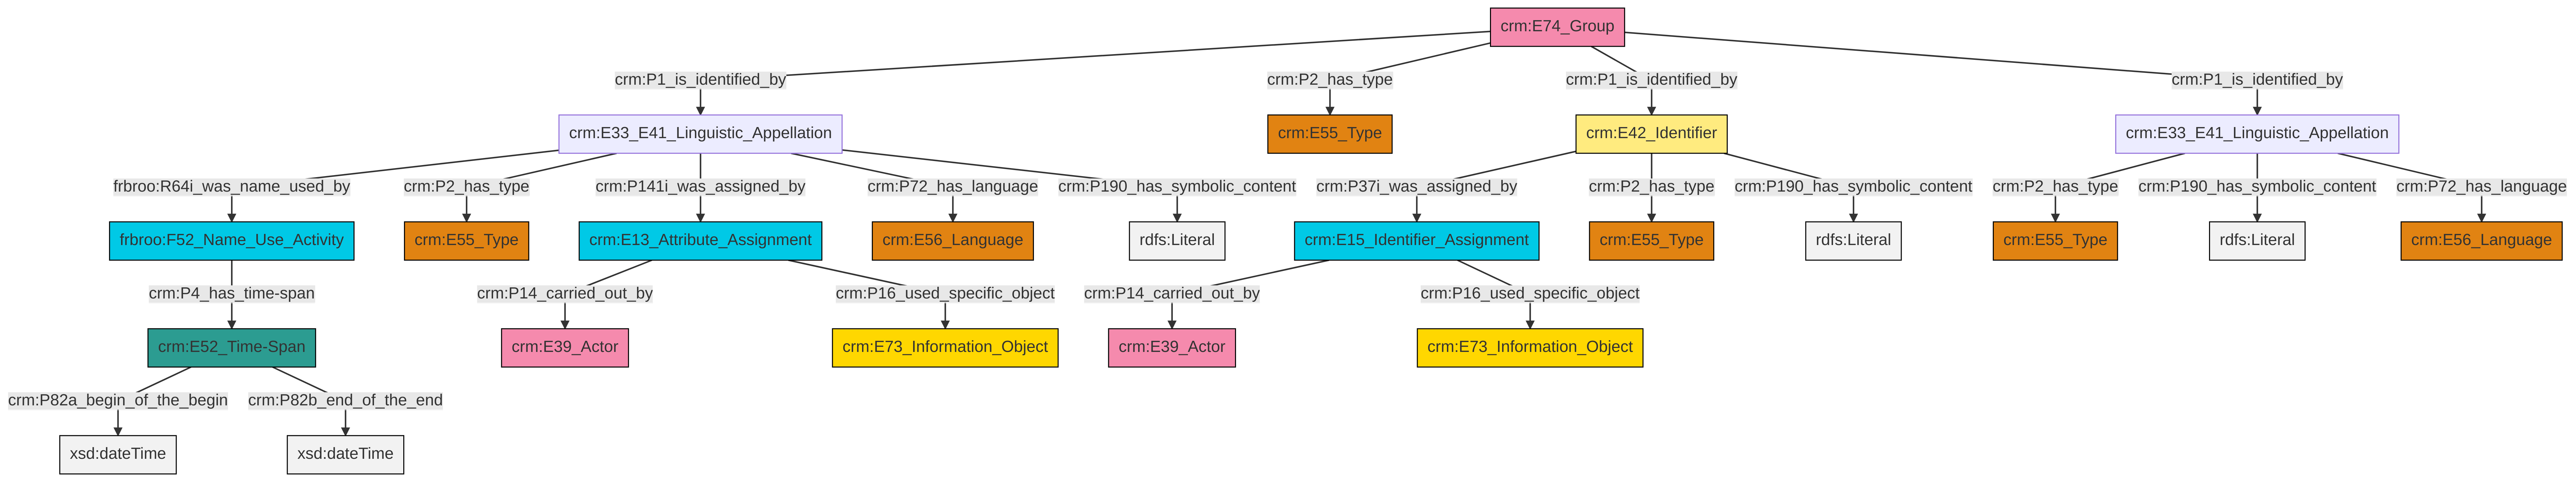 crm:E74_Group
crm:P1_is_identified_by
crm:P2_has_type
crm:P1_is_identified_by
crm:P1_is_identified_by
crm:E33_E41_Linguistic_Appellation
crm:E55_Type
crm:E42_Identifier
crm:E33_E41_Linguistic_Appellation
frbroo:R64i_was_name_used_by
crm:P2_has_type
crm:P141i_was_assigned_by
crm:P72_has_language
crm:P190_has_symbolic_content
crm:P37i_was_assigned_by
crm:P2_has_type
crm:P190_has_symbolic_content
crm:P2_has_type
crm:P190_has_symbolic_content
crm:P72_has_language
frbroo:F52_Name_Use_Activity
crm:E55_Type
crm:E13_Attribute_Assignment
crm:E56_Language
rdfs:Literal
crm:E15_Identifier_Assignment
crm:E55_Type
rdfs:Literal
crm:E55_Type
rdfs:Literal
crm:E56_Language
crm:P4_has_time-span
crm:P14_carried_out_by
crm:P16_used_specific_object
crm:P14_carried_out_by
crm:P16_used_specific_object
crm:E52_Time-Span
crm:E39_Actor
crm:E73_Information_Object
crm:E39_Actor
crm:E73_Information_Object
crm:P82a_begin_of_the_begin
crm:P82b_end_of_the_end
xsd:dateTime
xsd:dateTime